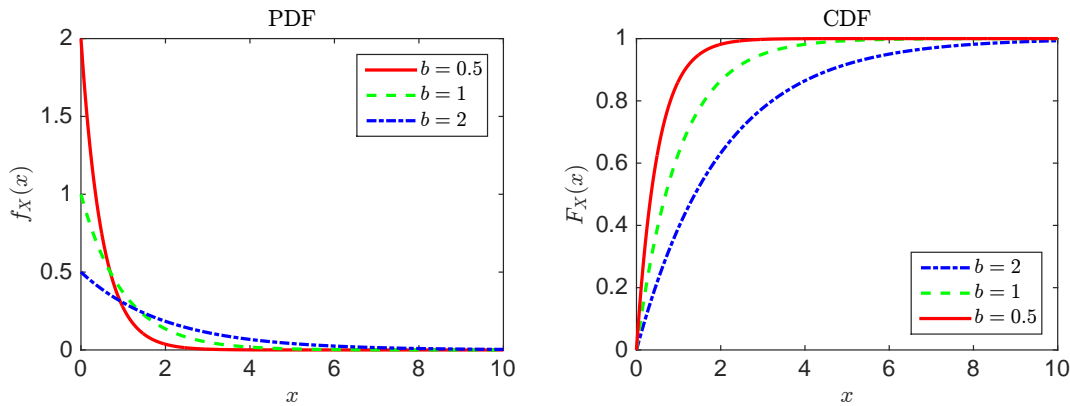 PDF
2
1.5
1
0.5
0
0 2 4 6 8 10
f_X(x)
x
b = 0.5
b = 1
b = 2
CDF
1
0.8
0.6
0.4
0.2
0
0 2 4 6 8 10
F_X(x)
x
b = 2
b = 1
b = 0.5